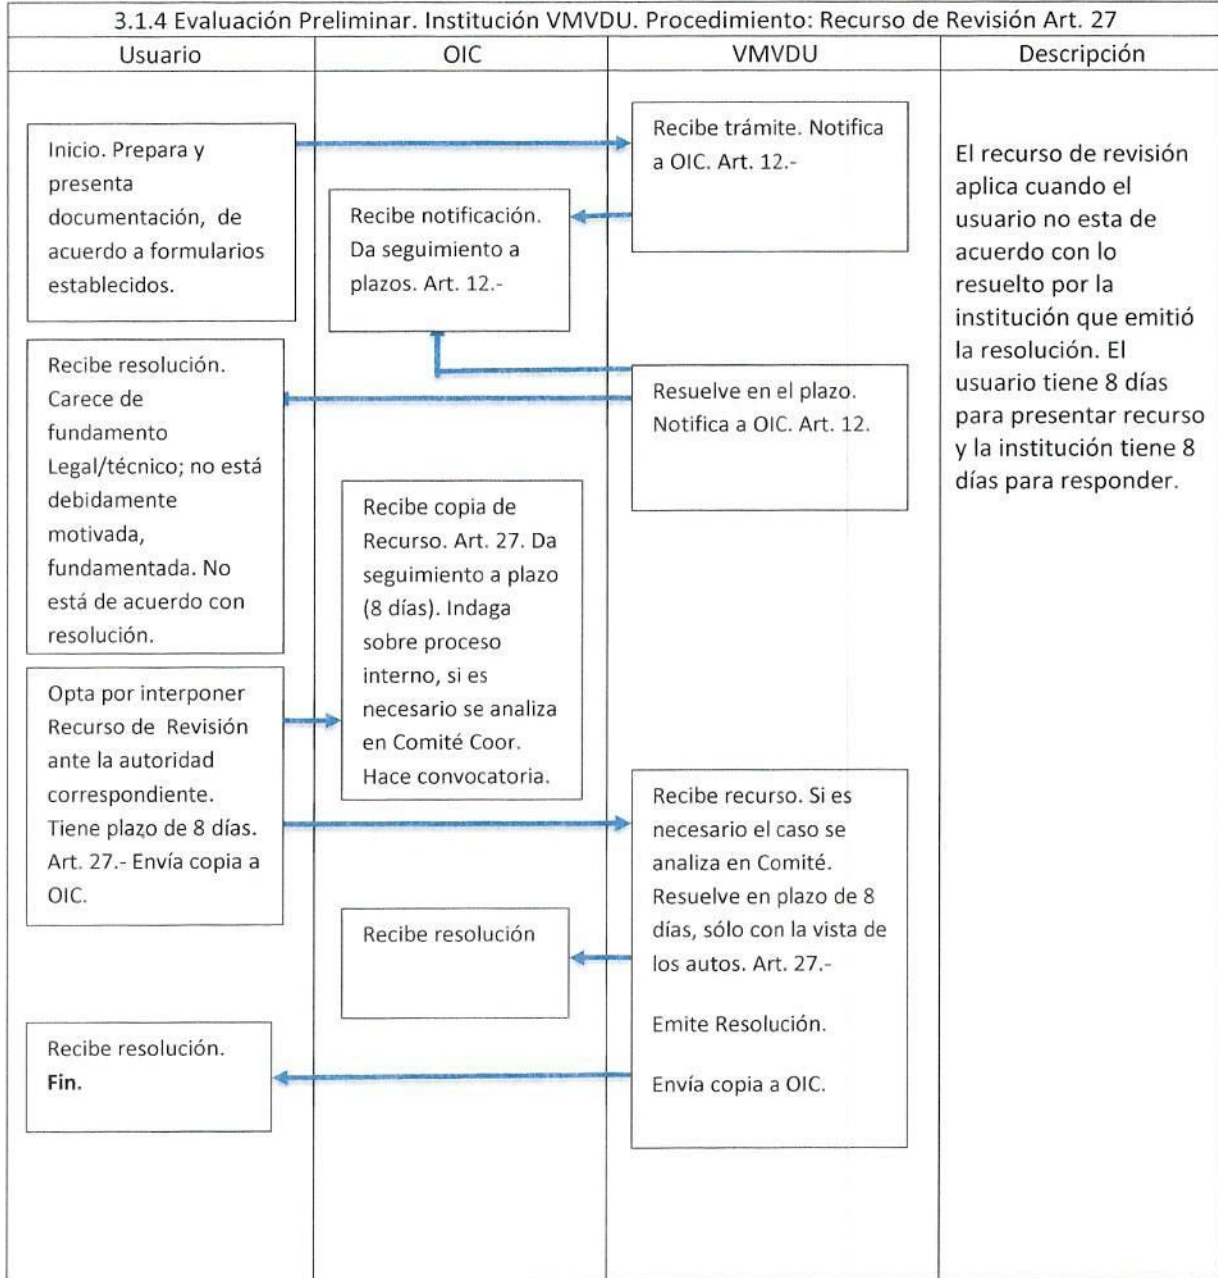 3.1.4 Evaluación Preliminar. Institución VMVDU. Procedimiento: Recurso de Revisión Art. 27
Usuario
OIC
VMVDU
Descripción
Inicio. Prepara y
presenta
documentación, de
acuerdo a formularios
establecidos.
Recibe trámite. Notifica
a OIC. Art. 12.-
Recibe notificación.
Da seguimiento a
plazos. Art. 12.-
El recurso de revisión
aplica cuando el
usuario no esta de
acuerdo con lo
resuelto por la
institución que emitió
la resolución. El
usuario tiene 8 días
para presentar recurso
y la institución tiene 8
días para responder.
Recibe resolución.
Carece de
fundamento
Legal/técnico; no está
debidamente
motivada,
fundamentada. No
está de acuerdo con
resolución.
Resuelve en el plazo.
Notifica a OIC. Art. 12.
Recibe copia de
Recurso. Art. 27. Da
seguimiento a plazo
(8 días). Indaga
sobre proceso
interno, si es
necesario se analiza
en Comité Coor.
Hace convocatoria.
Opta por interponer
Recurso de Revisión
ante la autoridad
correspondiente.
Tiene plazo de 8 días.
Art. 27.- Envía copia a
OIC.
Recibe recurso. Si es
necesario el caso se
analiza en Comité.
Resuelve en plazo de 8
días, sólo con la vista de
los autos. Art. 27.-
Emite Resolución.
Envía copia a OIC.
Recibe resolución
Recibe resolución.
Fin.